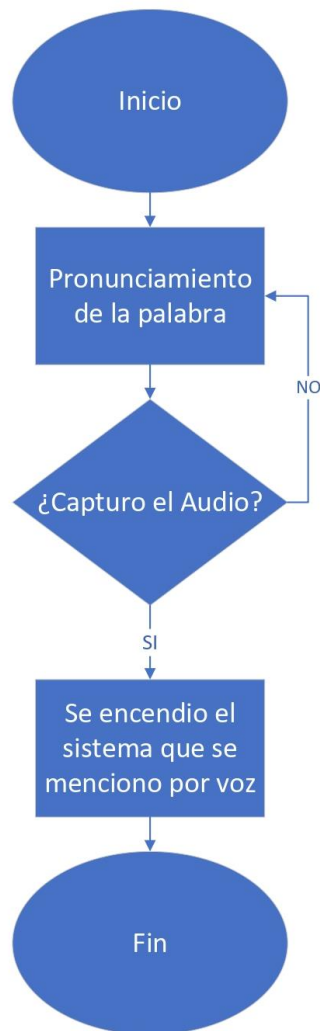 Inicio
Pronunciamiento
de la palabra
NO
¿Capturo el Audio?
SI
Se encendio el
sistema que se
menciono por voz
Fin